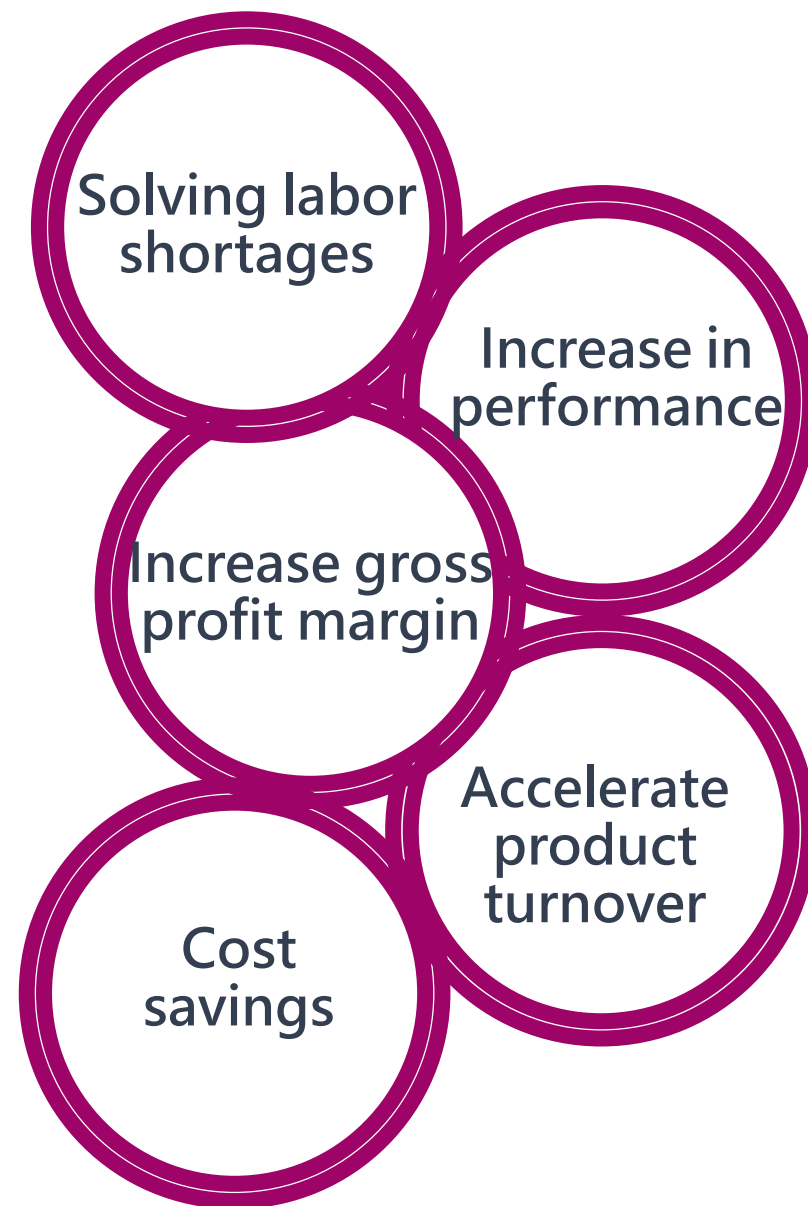 Solving labor
shortages
Increase in
performance
Increase gross
profit margin
Accelerate
product
turnover
Cost
savings